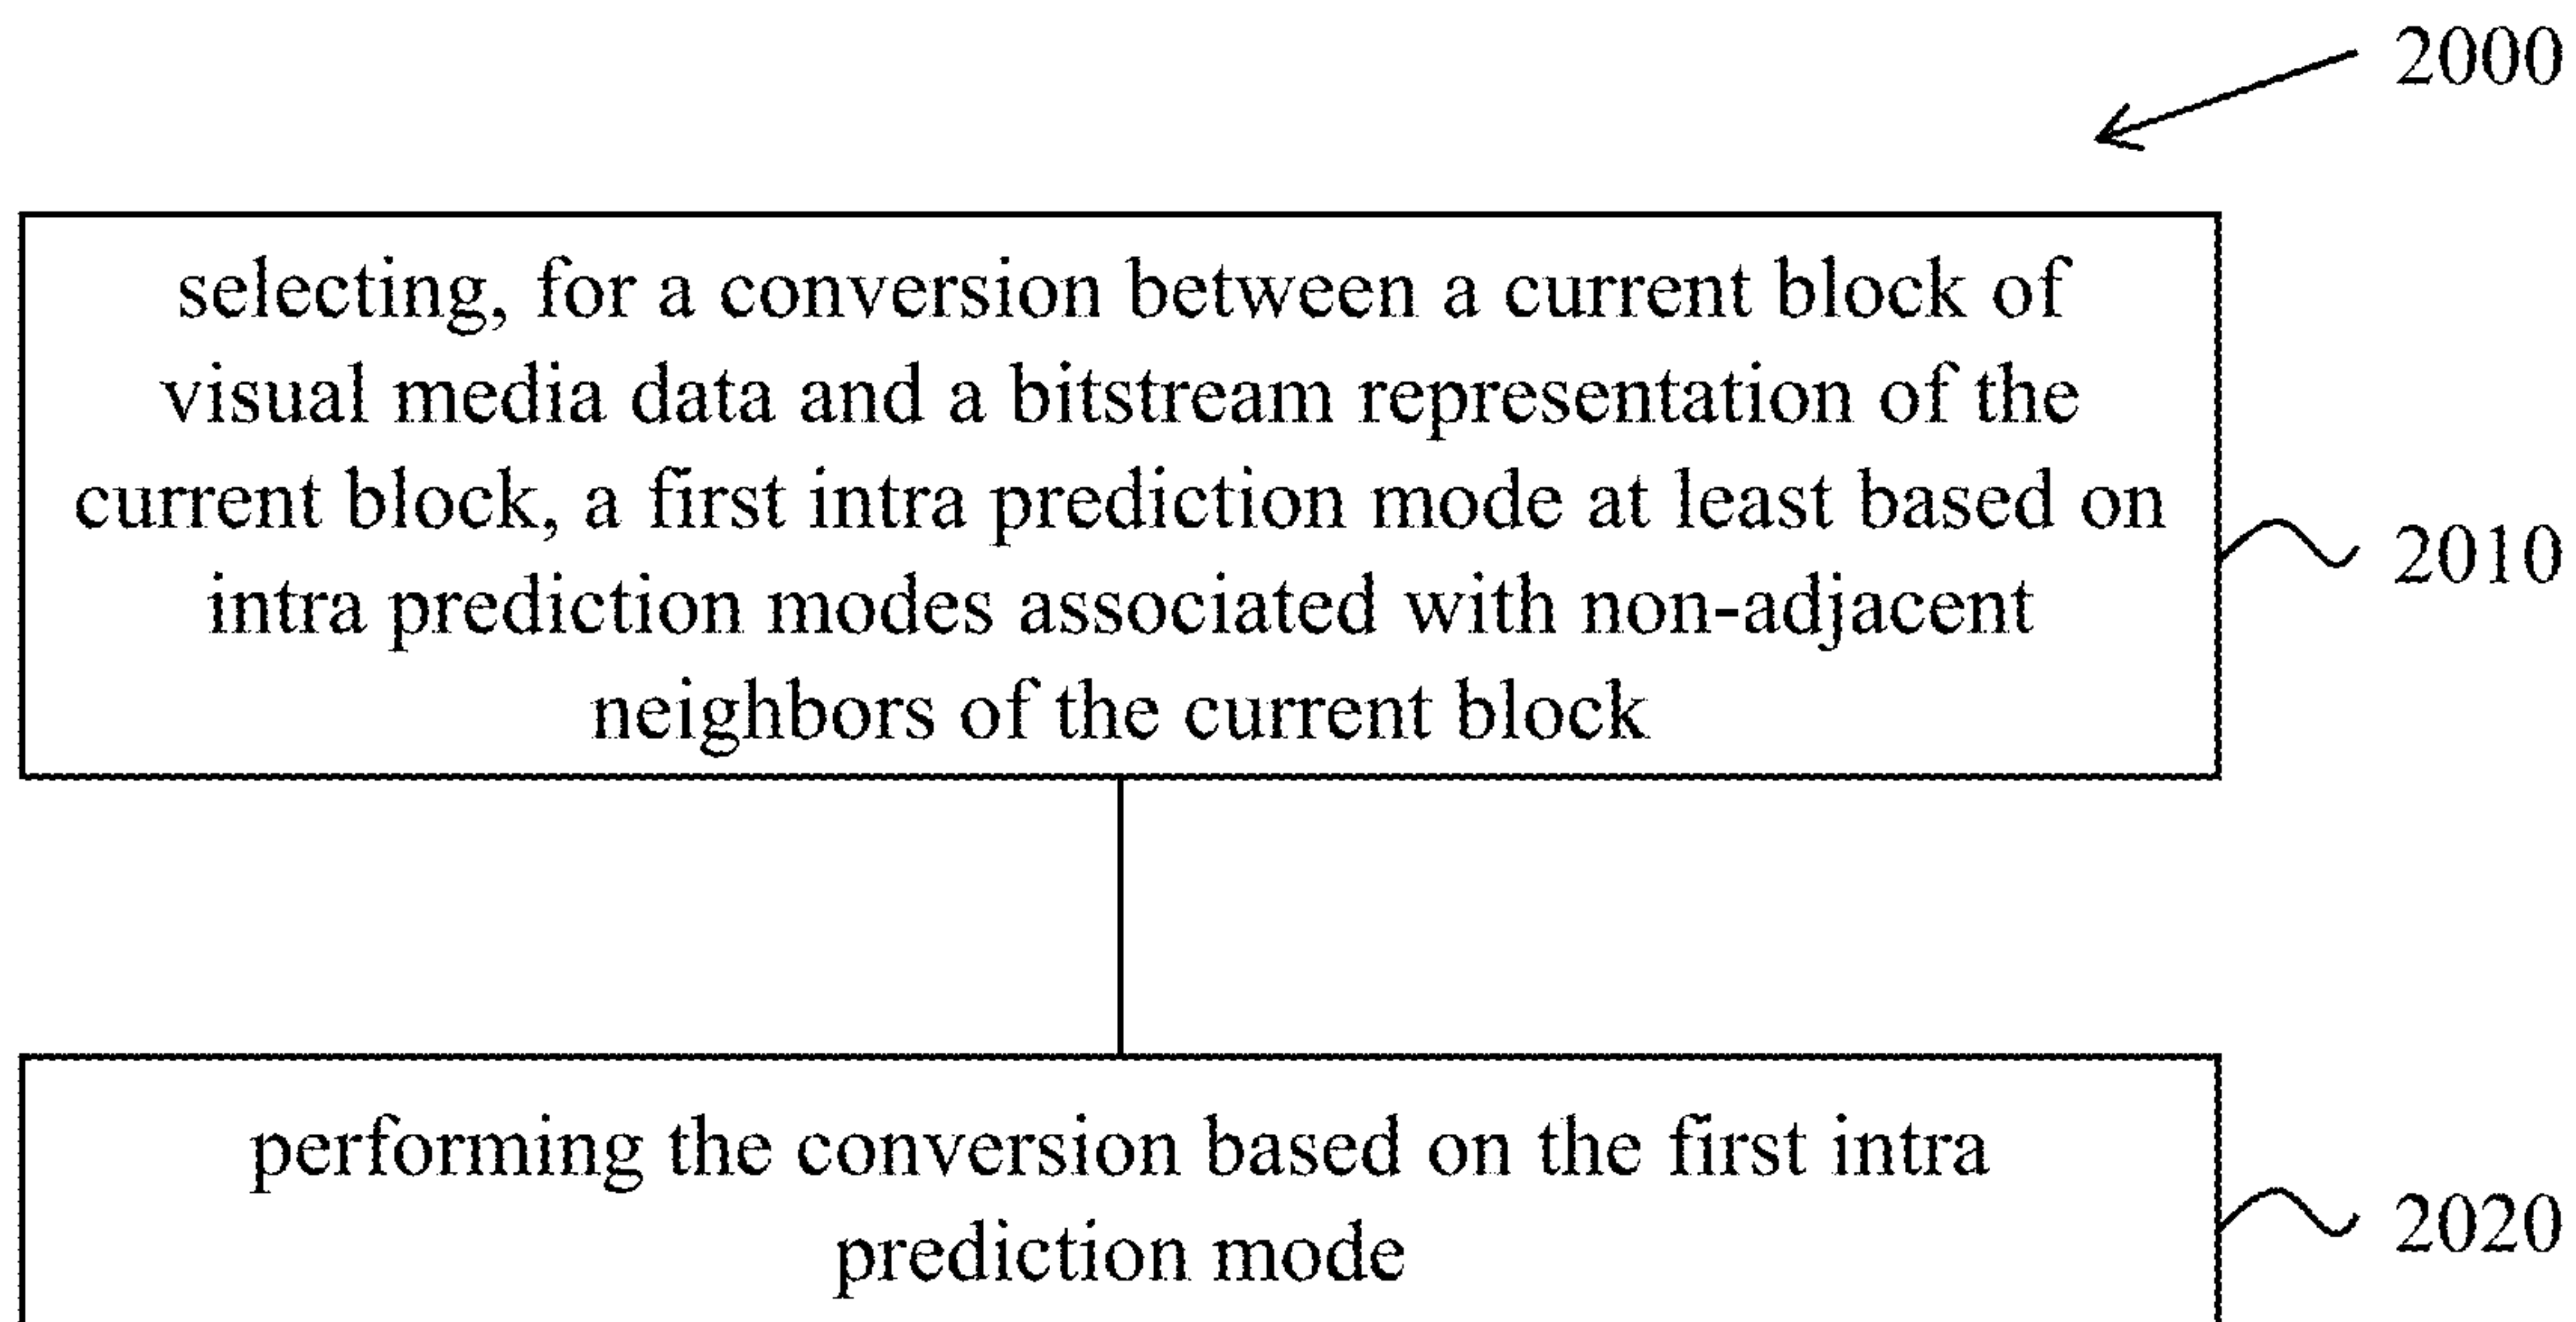 2000
selecting, for a conversion between a current block of
visual media data and a bitstream representation of the
current block, a first intra prediction mode at least based on
intra prediction modes associated with non-adjacent
neighbors of the current block
2010
performing the conversion based on the first intra
prediction mode
2020